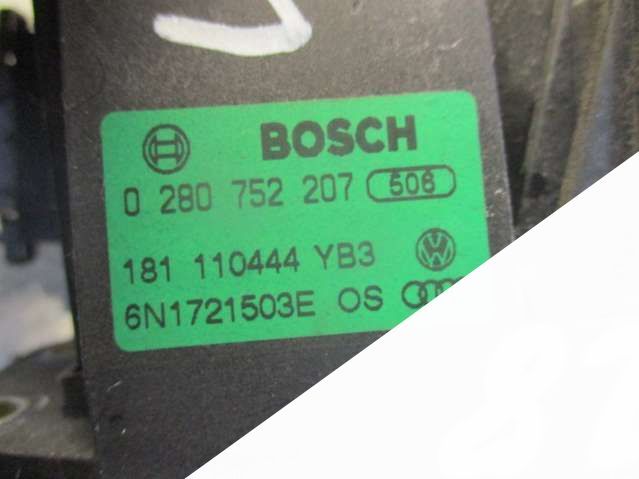 BOSCH
0 280 752 207 506
181 110444 YB3
6N1721503E OS